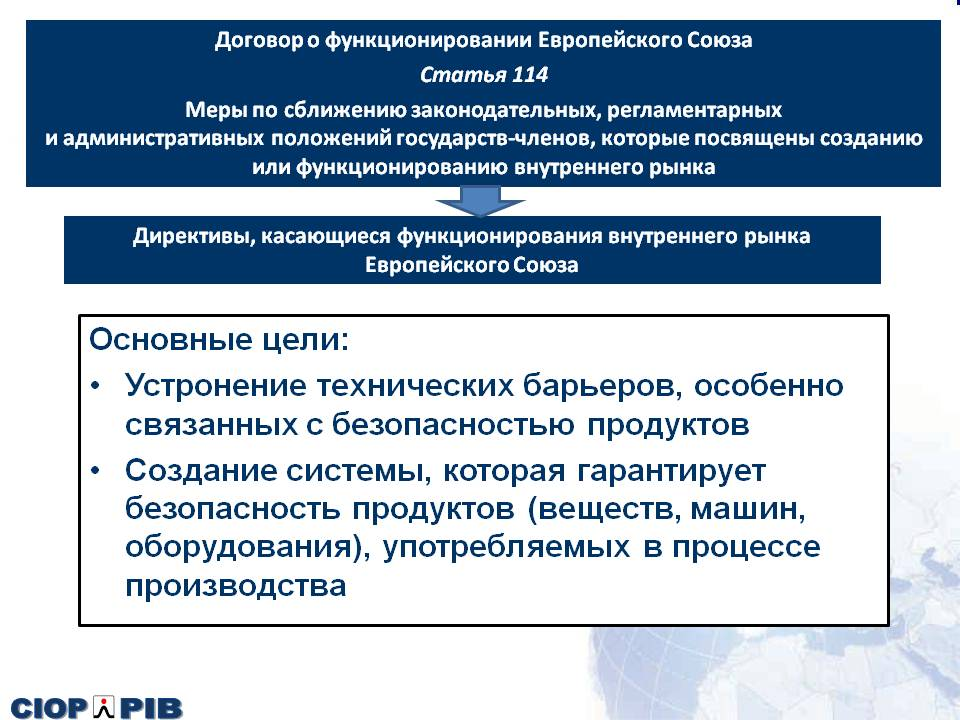 Договор о функционировании Европейского Союза
Статья 114
Меры по сближению законодательных, регламентарных
и административных положений государств-членов, которые посвящены созданию
или функционированию внутреннего рынка
Директивы, касающиеся функционирования внутреннего рынка
Европейского Союза
Основные цели:
• Устронение технических барьеров, особенно
связанных с безопасностью продуктов
• Создание системы, которая гарантирует
безопасность продуктов (веществ, машин,
оборудования), употребляемых в процессе
производства
CIOP PIB